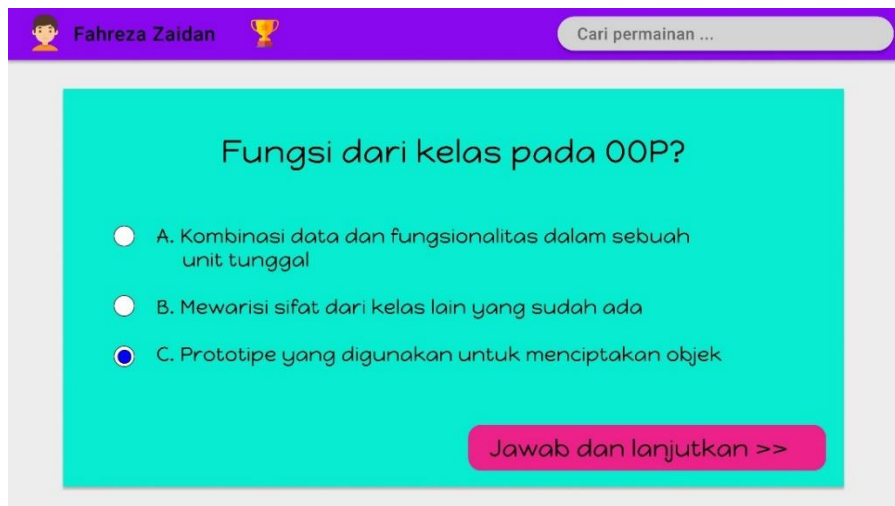 Fahreza Zaidan
Cari permainan ...
Fungsi dari kelas pada OOP?
A. Kombinasi data dan fungsionalitas dalam sebuah
unit tunggal
B. Mewarisi sifat dari kelas lain yang sudah ada
C. Prototipe yang digunakan untuk menciptakan objek
Jawab dan lanjutkan >>